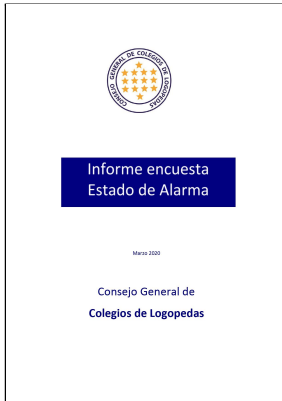 CONSEJO GENERAL DE COLEGIOS DE LOGOPEDAS
Informe encuesta
Estado de Alarma
Marzo 2020
Consejo General de
Colegios de Logopedas